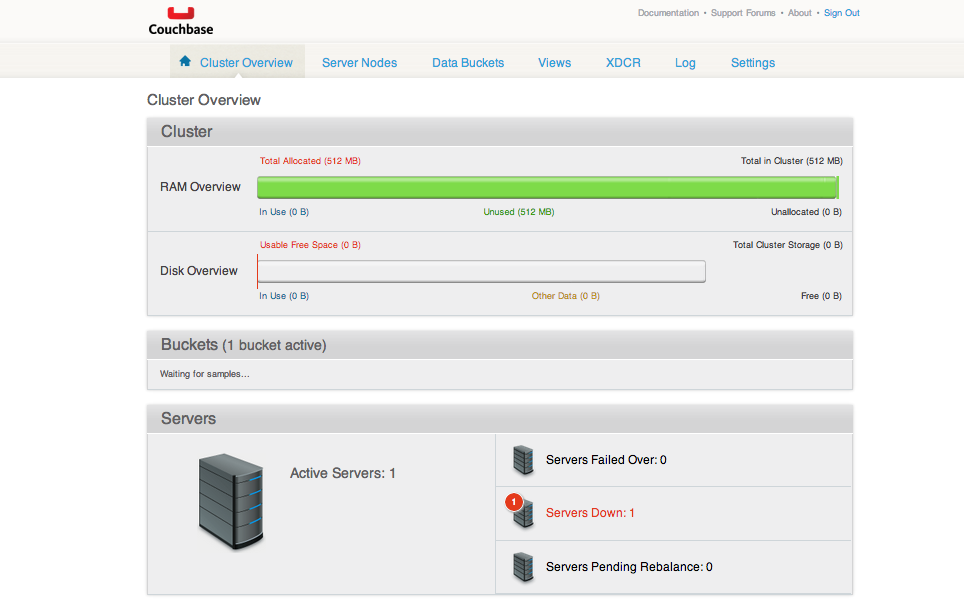 Documentation • Support Forums • About • Sign Out
Couchbase
Cluster Overview Server Nodes Data Buckets Views XDCR Log Settings
Cluster Overview
Cluster
Total Allocated (512 MB) Total in Cluster (512 MB)
RAM Overview
In Use (0 B) Unused (512 MB) Unallocated (0 B)
Usable Free Space (0 B) Total Cluster Storage (0 B)
Disk Overview
In Use (0 B) Other Data (0 B) Free (0 B)
Buckets (1 bucket active)
Waiting for samples...
Servers
Active Servers: 1
Servers Failed Over: 0
1
Servers Down: 1
Servers Pending Rebalance: 0